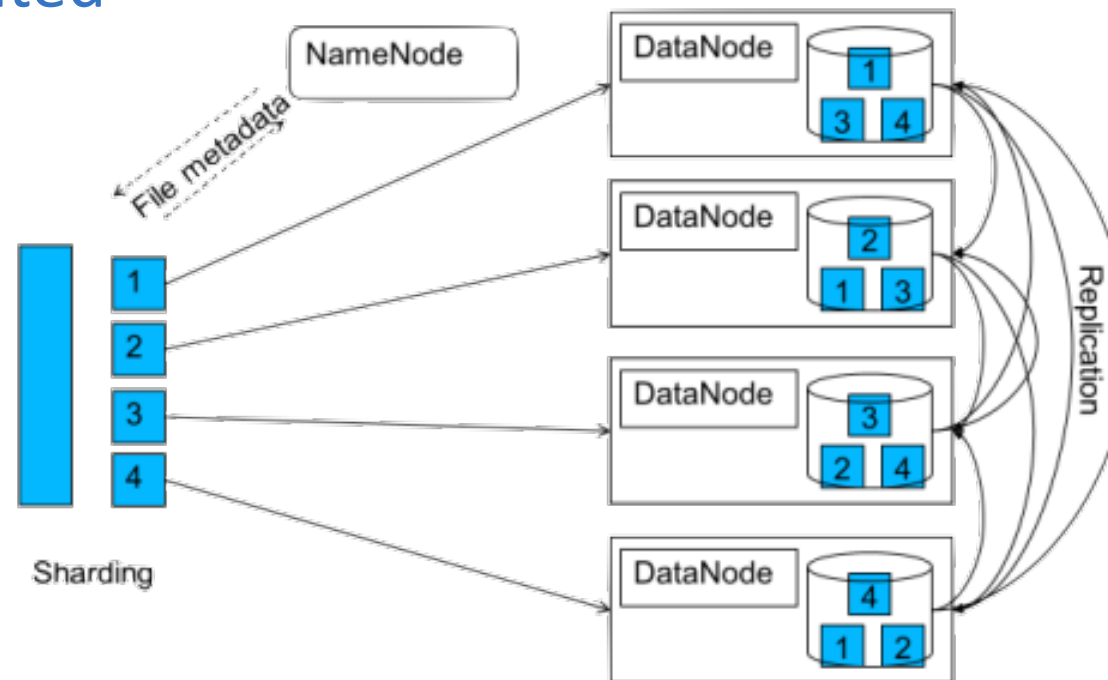 NameNode
File metadata
1
2
3
4
Sharding
DataNode
1
3 4
DataNode
2
1 3
DataNode
3
2 4
DataNode
4
1 2
Replication